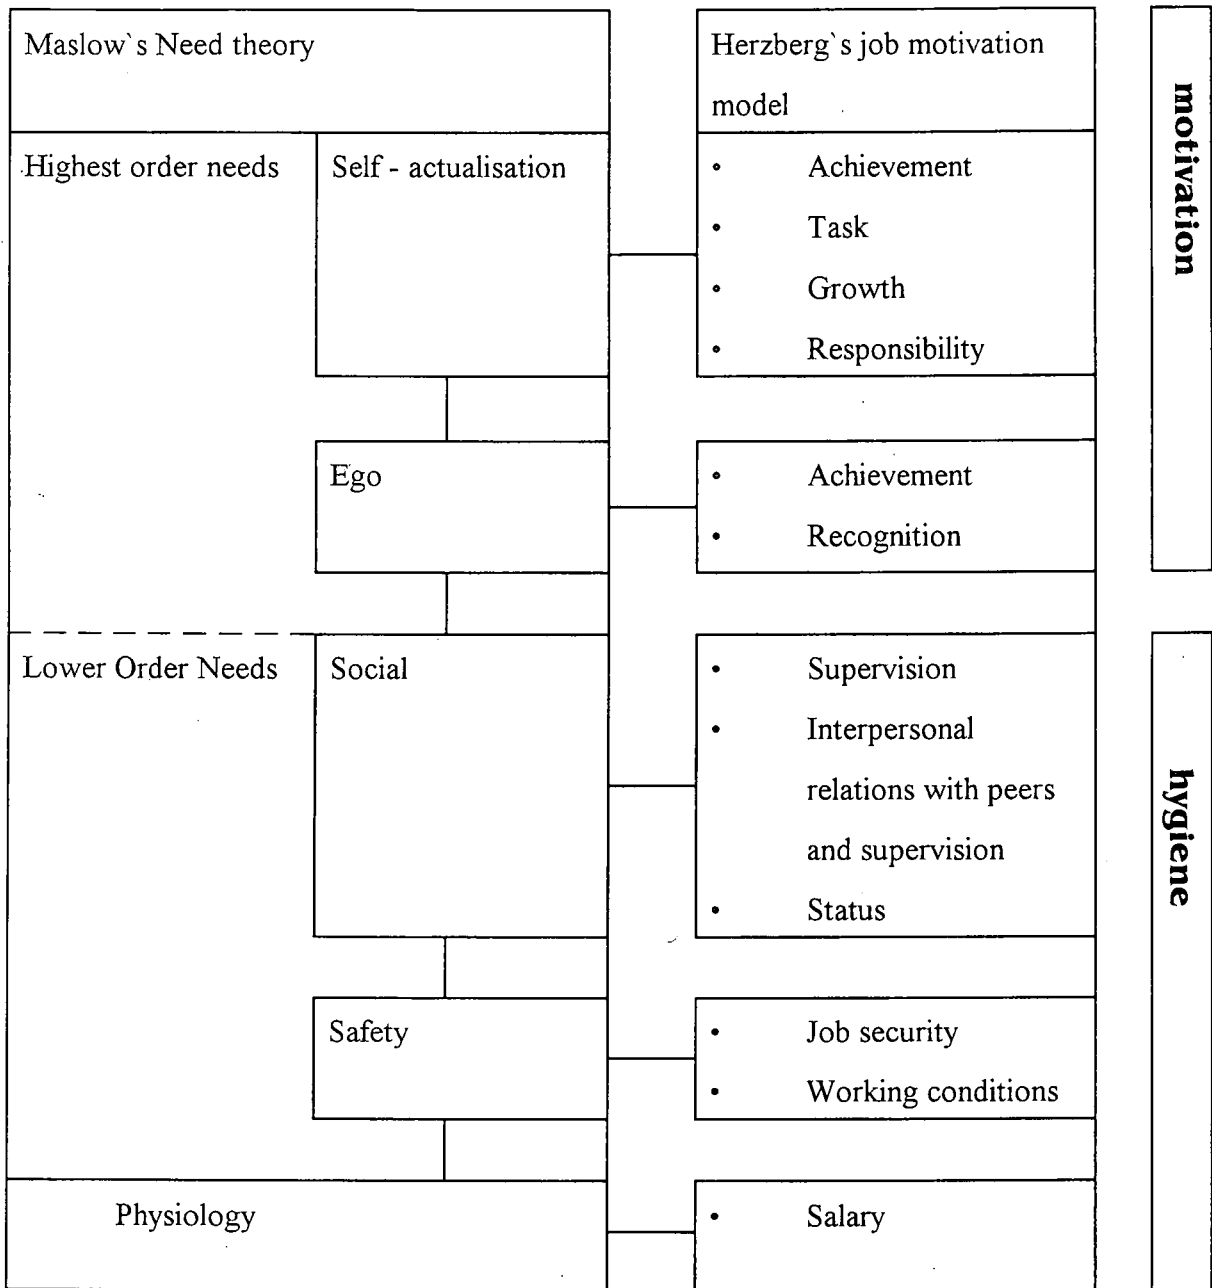 Maslow`s Need theory
Herzberg`s job motivation
model
motivation
Highest order needs
Self - actualisation
• Achievement
• Task
• Growth
• Responsibility
Ego
• Achievement
• Recognition
Lower Order Needs
Social
• Supervision
• Interpersonal
relations with peers
and supervision
• Status
hygiene
Safety
• Job security
• Working conditions
Physiology
• Salary